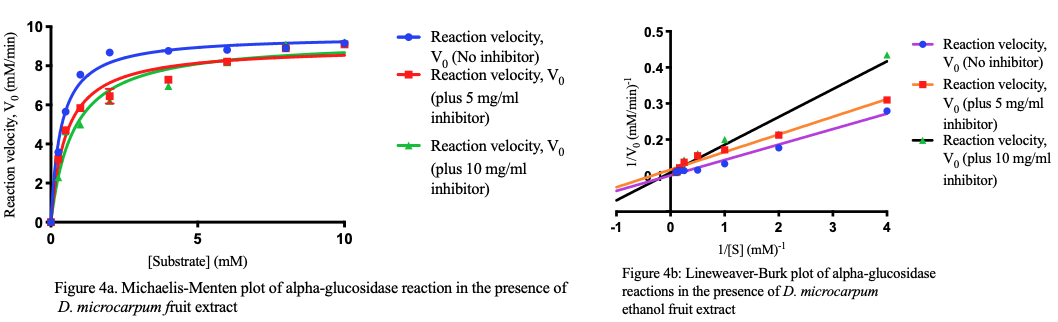 10
8
6
4
2
0
Reaction velocity, V0 (mM/min)
0
5
10
[Substrate] (mM)
Reaction velocity,
V0 (No inhibitor)
Reaction velocity, V0
(plus 5 mg/ml
inhibitor)
Reaction velocity, V0
(plus 10 mg/ml
inhibitor)
Figure 4a. Michaelis-Menten plot of alpha-glucosidase reaction in the presence of
D. microcarpum fruit extract
0.5
0.4
0.3
0.2
1/V0 (mM/min)-1
-1
0
1
2
3
4
1/[S] (mM)-1
Reaction velocity,
V0 (No inhibitor)
Reaction velocity,
V0 (plus 5 mg/ml
inhibitor)
Reaction velocity,
V0 (plus 10 mg/ml
inhibitor)
Figure 4b: Lineweaver-Burk plot of alpha-glucosidase
reactions in the presence of D. microcarpum
ethanol fruit extract